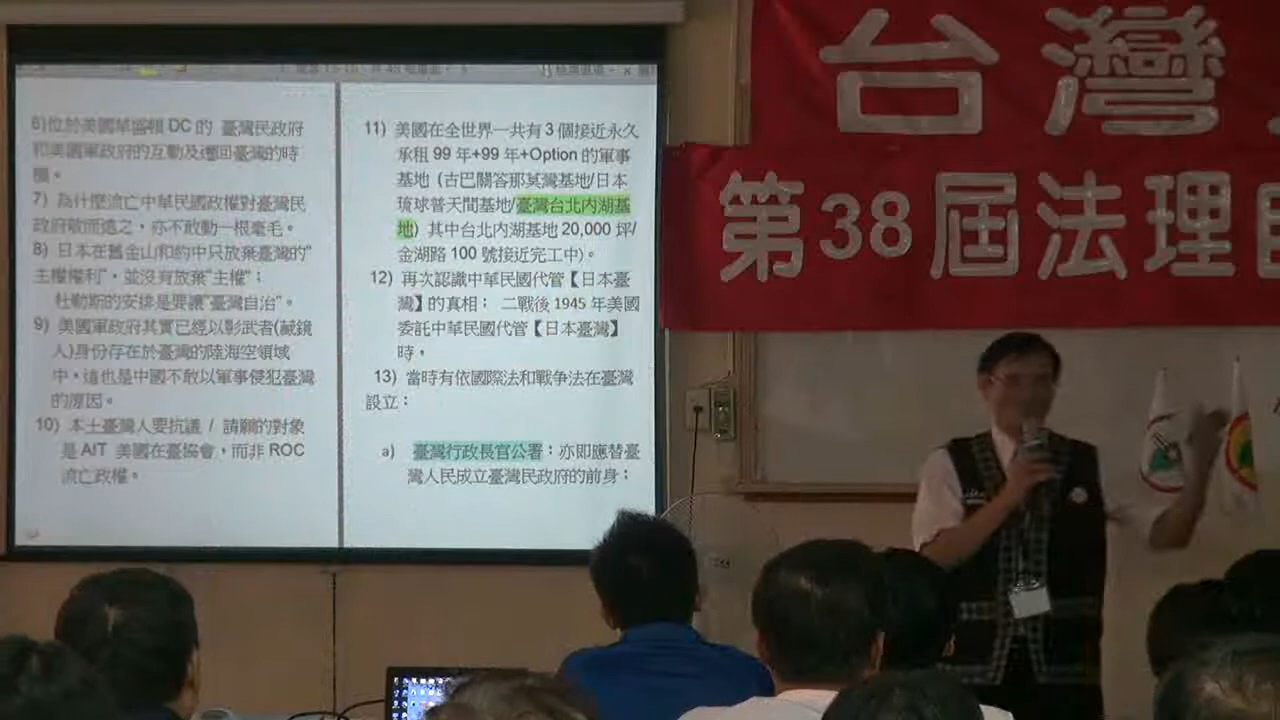 6)位於美國華盛頓 DC 的 臺灣民政府
和美國軍政府的互動及遷回臺灣的時
機。
7) 為什麼流亡中華民國政權對臺灣民
政府敬而遠之，亦不敢動一根毫毛。
8) 日本在舊金山和約中只放棄臺灣的"
主權權利"，並沒有放棄"主權"；
杜勒斯的安排是要讓"臺灣自治"。
9) 美國軍政府其實已經以影武者(藏鏡
人)身份存在於臺灣的陸海空領域
中，這也是中國不敢以軍事侵犯臺灣
的原因。
10) 本土臺灣人要抗議 / 請願的對象
是 AIT 美國在臺協會，而非 ROC
流亡政權。
11) 美國在全世界一共有 3 個接近永久
承租 99 年+99 年+Option 的軍事
基地 (古巴關答那莫灣基地/日本
琉球普天間基地/臺灣台北內湖基
地) 其中台北內湖基地 20,000 坪/
金湖路 100 號接近完工中)。
12) 再次認識中華民國代管【日本臺
灣】的真相； 二戰後 1945 年美國
委託中華民國代管【日本臺灣】
時，
13) 當時有依國際法和戰爭法在臺灣
設立：
a) 臺灣行政長官公署：亦即應替臺
灣人民成立臺灣民政府的前身；
台灣
第38屆法理